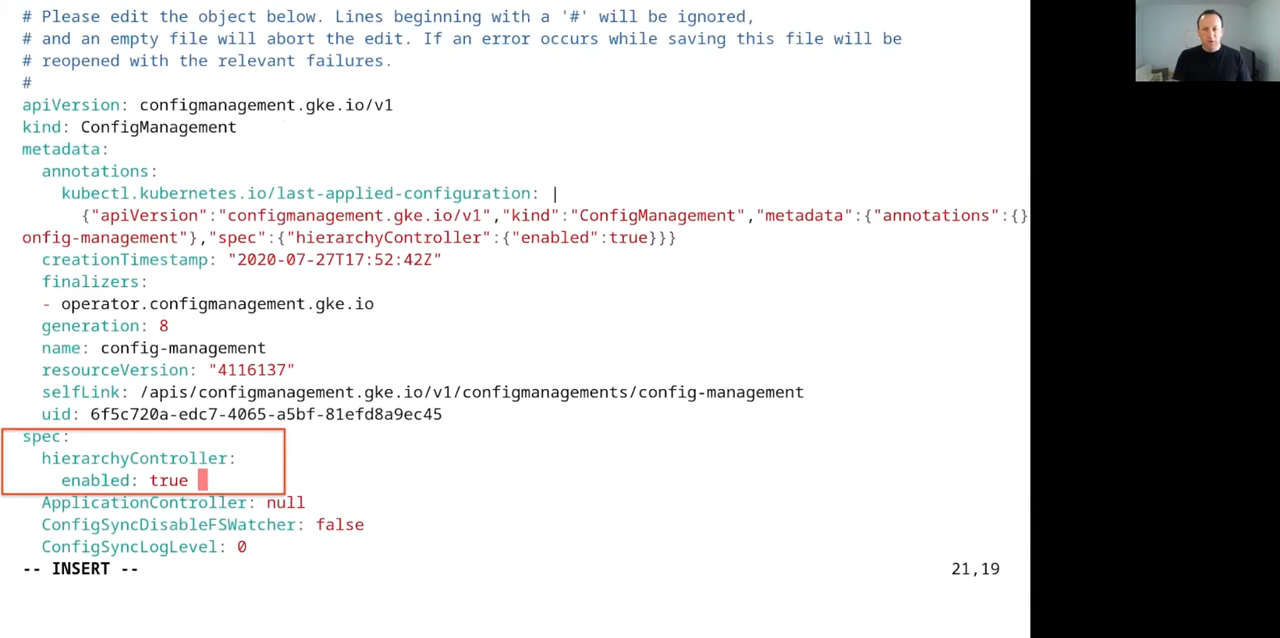 # Please edit the object below. Lines beginning with a '#' will be ignored,
# and an empty file will abort the edit. If an error occurs while saving this file will be
# reopened with the relevant failures.
#
apiVersion: configmanagement.gke.io/v1
kind: ConfigManagement
metadata:
  annotations:
    kubectl.kubernetes.io/last-applied-configuration: |
      {"apiVersion":"configmanagement.gke.io/v1","kind":"ConfigManagement","metadata":{"annotations":{}
onfig-management"},"spec":{"hierarchyController":{"enabled":true}}}
  creationTimestamp: "2020-07-27T17:52:42Z"
  finalizers:
  - operator.configmanagement.gke.io
  generation: 8
  name: config-management
  resourceVersion: "4116137"
  selfLink: /apis/configmanagement.gke.io/v1/configmanagements/config-management
  uid: 6f5c720a-edc7-4065-a5bf-81efd8a9ec45
spec:
  hierarchyController:
    enabled: true
  ApplicationController: null
  ConfigSyncDisableFSWatcher: false
  ConfigSyncLogLevel: 0
-- INSERT -- 21,19